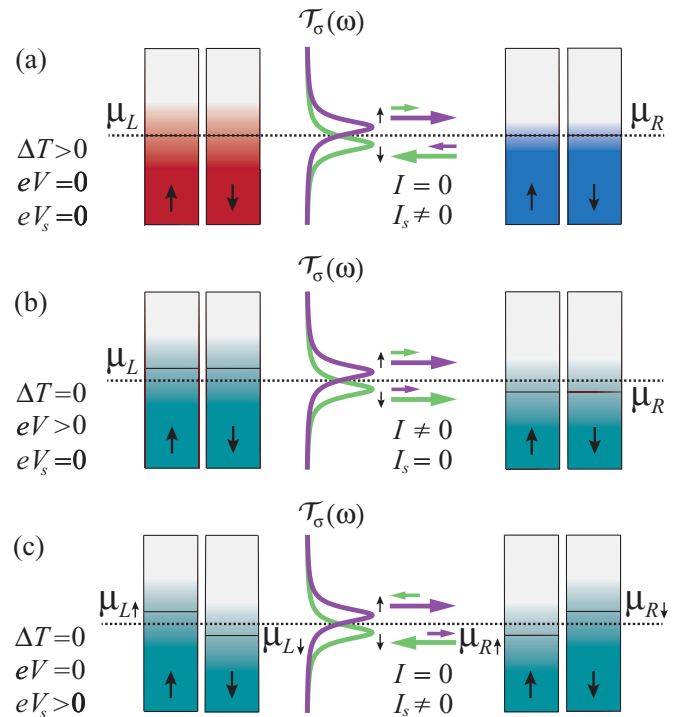 𝒯σ(ω)
(a)
μL
μR
ΔT>0
eV=0
eVs=0
↑
↓
↑
↓
I = 0
Is ≠ 0
↑
↓
𝒯σ(ω)
(b)
μL
μR
ΔT=0
eV>0
eVs=0
↑
↓
↑
↓
I ≠ 0
Is = 0
↑
↓
𝒯σ(ω)
(c)
μL↑
μR↓
ΔT=0
μL↓
μR↑
eV=0
eVs>0
↑
↓
↑
↓
I = 0
Is ≠ 0
↑
↓